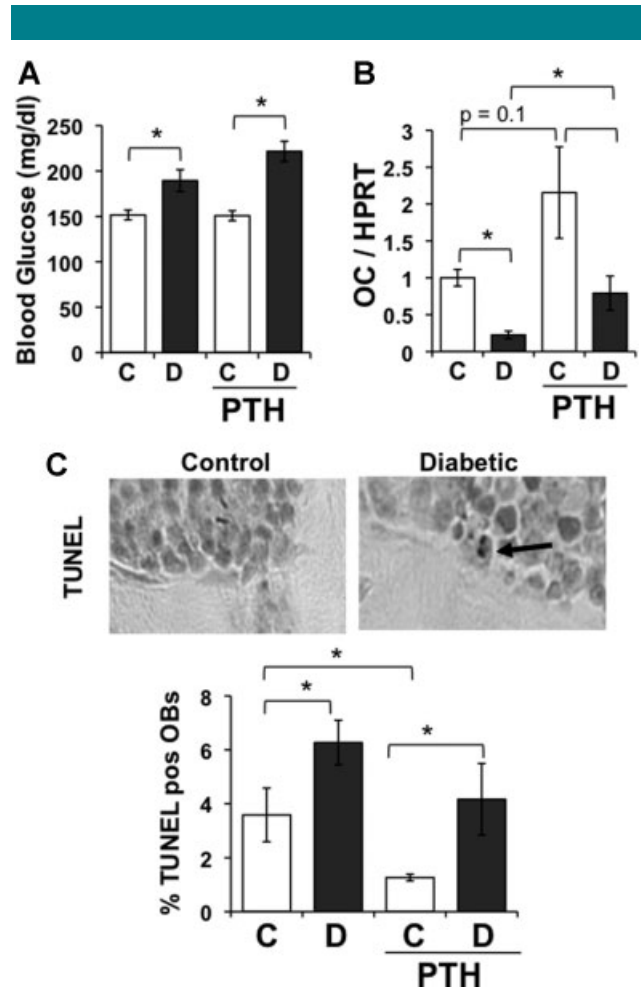 A
B
Blood Glucose (mg/dl)
250
200
150
100
50
0
*
*
C D C D
PTH
OC / HPRT
3
2.5
2
1.5
1
0.5
0
*
p = 0.1
*
C D C D
PTH
C
Control Diabetic
TUNEL
% TUNEL pos OBs
8
6
4
2
0
*
*
*
C D C D
PTH